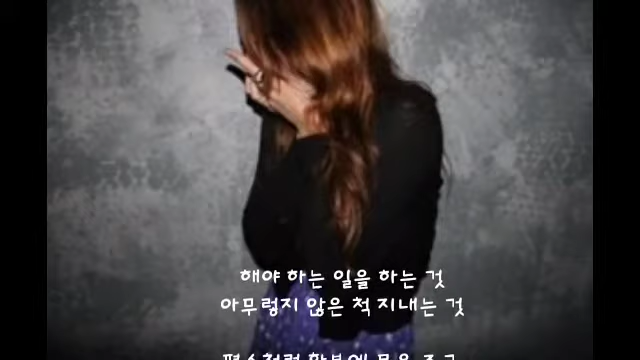 해야 하는 일을 하는 것
아무렇지 않은 척 지내는 것